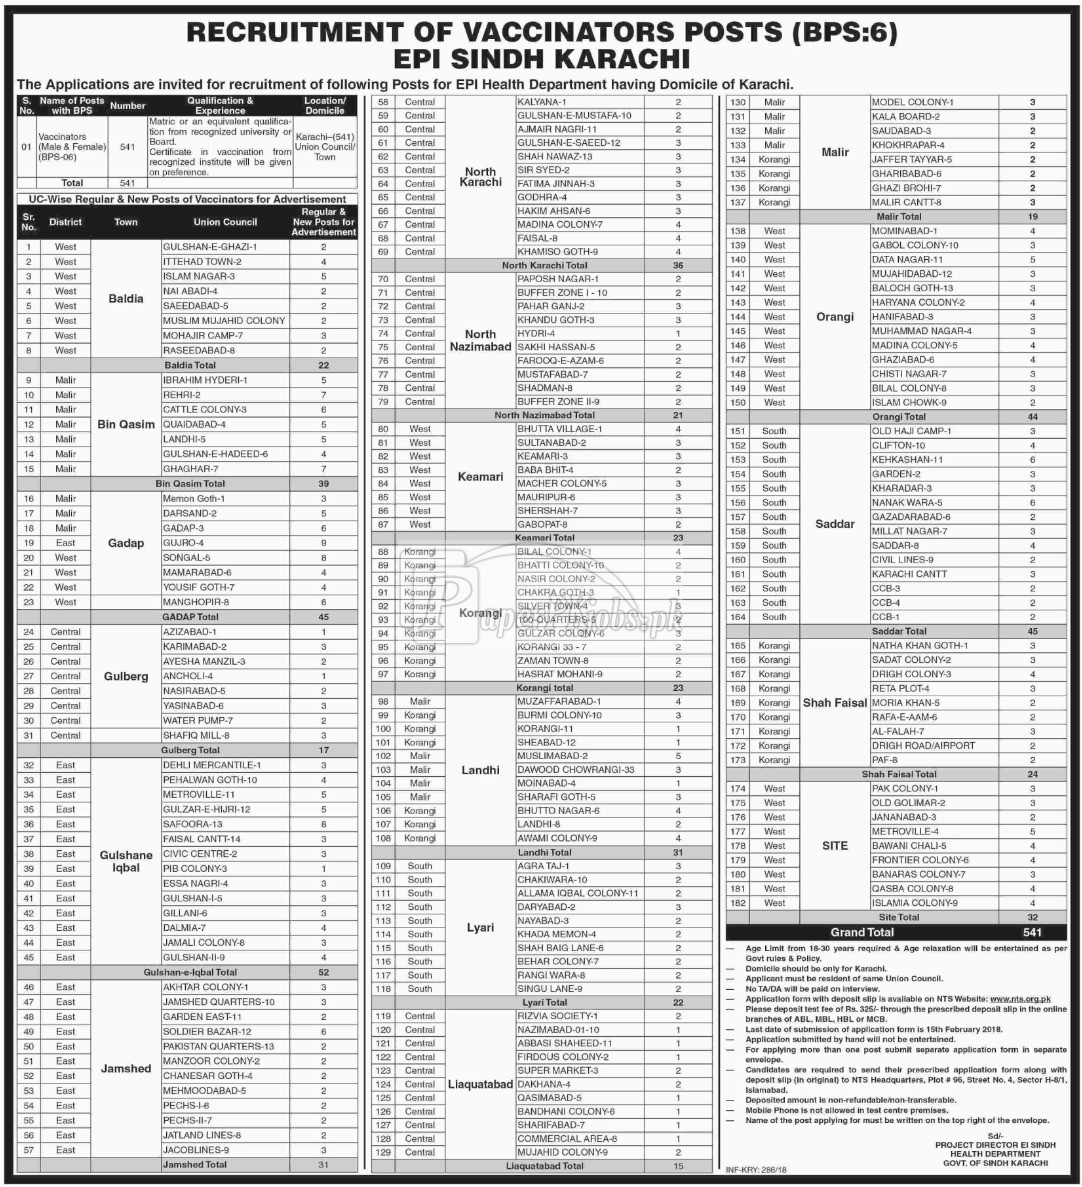 RECRUITMENT OF VACCINATORS POSTS (BPS:6)
EPI SINDH KARACHI
The Applications are invited for recruitment of following Posts for EPI Health Department having Domicile of Karachi.
S. No. Name of Posts with BPS Number Qualification & Experience Location/ Domicile
01 Vaccinators (Male & Female) (BPS-06) 541 Matric or an equivalent qualifica-tion from recognized university or Board. Certificate in vaccination from recognized institute will be given on preference. Karachi–(541) Union Council/ Town
Total 541
UC-Wise Regular & New Posts of Vaccinators for Advertisement
Sr. No. District Town Union Council Regular & New Posts for Advertisement
Baldia
1 West GULSHAN-E-GHAZI-1 2
2 West ITTEHAD TOWN-2 4
3 West ISLAM NAGAR-3 5
4 West NAI ABADI-4 2
5 West SAEEDABAD-5 2
6 West MUSLIM MUJAHID COLONY 2
7 West MOHAJIR CAMP-7 3
8 West RASEEDABAD-8 2
Baldia Total 22
Bin Qasim
9 Malir IBRAHIM HYDERI-1 5
10 Malir REHRI-2 7
11 Malir CATTLE COLONY-3 6
12 Malir QUAIDABAD-4 5
13 Malir LANDHI-5 5
14 Malir GULSHAN-E-HADEED-6 4
15 Malir GHAGHAR-7 7
Bin Qasim Total 39
Gadap
16 Malir Memon Goth-1 3
17 Malir DARSAND-2 5
18 Malir GADAP-3 6
19 East GUJRO-4 9
20 West SONGAL-5 8
21 West MAMARABAD-6 4
22 West YOUSIF GOTH-7 4
23 West MANGHOPIR-8 6
GADAP Total 45
Gulberg
24 Central AZIZABAD-1 1
25 Central KARIMABAD-2 3
26 Central AYESHA MANZIL-3 2
27 Central ANCHOLI-4 1
28 Central NASIRABAD-5 2
29 Central YASINABAD-6 3
30 Central WATER PUMP-7 2
31 Central SHAFIQ MILL-8 3
Gulberg Total 17
Gulshane Iqbal
32 East DEHLI MERCANTILE-1 3
33 East PEHALWAN GOTH-10 4
34 East METROVILLE-11 5
35 East GULZAR-E-HIJRI-12 5
36 East SAFOORA-13 8
37 East FAISAL CANTT-14 3
38 East CIVIC CENTRE-2 3
39 East PIB COLONY-3 1
40 East ESSA NAGRI-4 3
41 East GULSHAN-I-5 3
42 East GILLANI-6 3
43 East DALMIA-7 4
44 East JAMALI COLONY-8 3
45 East GULSHAN-II-9 4
Gulshan-e-Iqbal Total 52
Jamshed
46 East AKHTAR COLONY-1 3
47 East JAMSHED QUARTERS-10 3
48 East GARDEN EAST-11 2
49 East SOLDIER BAZAR-12 6
50 East PAKISTAN QUARTERS-13 2
51 East MANZOOR COLONY-2 2
52 East CHANESAR GOTH-4 2
53 East MEHMOODABAD-5 2
54 East PECHS-I-6 2
55 East PECHS-II-7 2
56 East JATLAND LINES-8 2
57 East JACOBLINES-9 3
Jamshed Total 31
North Karachi
58 Central KALYANA-1 2
59 Central GULSHAN-E-MUSTAFA-10 2
60 Central AJMAIR NAGRI-11 2
61 Central GULSHAN-E-SAEED-12 3
62 Central SHAH NAWAZ-13 3
63 Central SIR SYED-2 3
64 Central FATIMA JINNAH-3 3
65 Central GODHRA-4 3
66 Central HAKIM AHSAN-6 3
67 Central MADINA COLONY-7 4
68 Central FAISAL-8 4
69 Central KHAMISO GOTH-9 4
North Karachi Total 36
North Nazimabad
70 Central PAPOSH NAGAR-1 2
71 Central BUFFER ZONE I - 10 2
72 Central PAHAR GANJ-2 3
73 Central KHANDU GOTH-3 3
74 Central HYDRI-4 1
75 Central SAKHI HASSAN-5 2
76 Central FAROOQ-E-AZAM-6 2
77 Central MUSTAFABAD-7 2
78 Central SHADMAN-8 2
79 Central BUFFER ZONE II-9 2
North Nazimabad Total 21
Keamari
80 West BHUTTA VILLAGE-1 4
81 West SULTANABAD-2 3
82 West KEAMARI-3 3
83 West BABA BHIT-4 2
84 West MACHER COLONY-5 3
85 West MAURIPUR-6 3
86 West SHERSHAH-7 3
87 West GABOPAT-8 2
Keamari Total 23
Korangi
88 Korangi BILAL COLONY-1 4
89 Korangi BHATTI COLONY-10 2
90 Korangi NASIR COLONY-2 2
91 Korangi CHAKRA GOTH-3 1
92 Korangi SILVER TOWN-4 3
93 Korangi 100-QUARTERS-5 2
94 Korangi GULZAR COLONY-6 3
95 Korangi KORANGI 33 - 7 2
96 Korangi ZAMAN TOWN-8 2
97 Korangi HASRAT MOHANI-9 2
Korangi total 23
PaperPkJobs.pk
Landhi
98 Malir MUZAFFARABAD-1 4
99 Korangi BURMI COLONY-10 3
100 Korangi KORANGI-11 1
101 Korangi SHEABAD-12 1
102 Malir MUSLIMABAD-2 5
103 Malir DAWOOD CHOWRANGI-33 3
104 Malir MOINABAD-4 1
105 Malir SHARAFI GOTH-5 3
106 Korangi BHUTTO NAGAR-6 4
107 Korangi LANDHI-8 2
108 Korangi AWAMI COLONY-9 4
Landhi Total 31
Lyari
109 South AGRA TAJ-1 3
110 South CHAKIWARA-10 2
111 South ALLAMA IQBAL COLONY-11 2
112 South DARYABAD-2 3
113 South NAYABAD-3 2
114 South KHADA MEMON-4 2
115 South SHAH BAIG LANE-6 2
116 South BEHAR COLONY-7 2
117 South RANGI WARA-8 2
118 South SINGU LANE-9 2
Lyari Total 22
Liaquatabad
119 Central RIZVIA SOCIETY-1 2
120 Central NAZIMABAD-01-10 1
121 Central ABBASI SHAHEED-11 1
122 Central FIRDOUS COLONY-2 1
123 Central SUPER MARKET-3 2
124 Central DAKHANA-4 2
125 Central QASIMABAD-5 1
126 Central BANDHANI COLONY-6 1
127 Central SHARIFABAD-7 1
128 Central COMMERCIAL AREA-8 1
129 Central MUJAHID COLONY-9 2
Liaquatabad Total 15
Malir
130 Malir MODEL COLONY-1 3
131 Malir KALA BOARD-2 3
132 Malir SAUDABAD-3 2
133 Malir KHOKHRAPAR-4 2
134 Korangi JAFFER TAYYAR-5 2
135 Korangi GHARIBABAD-6 2
136 Korangi GHAZI BROHI-7 2
137 Korangi MALIR CANTT-8 3
Malir Total 19
Orangi
138 West MOMINABAD-1 4
139 West GABOL COLONY-10 3
140 West DATA NAGAR-11 5
141 West MUJAHIDABAD-12 3
142 West BALOCH GOTH-13 3
143 West HARYANA COLONY-2 4
144 West HANIFABAD-3 3
145 West MUHAMMAD NAGAR-4 3
146 West MADINA COLONY-5 4
147 West GHAZIABAD-6 4
148 West CHISTI NAGAR-7 3
149 West BILAL COLONY-8 3
150 West ISLAM CHOWK-9 2
Orangi Total 44
Saddar
151 South OLD HAJI CAMP-1 3
152 South CLIFTON-10 4
153 South KEHKASHAN-11 6
154 South GARDEN-2 3
155 South KHARADAR-3 3
156 South NANAK WARA-5 6
157 South GAZADARABAD-6 2
158 South MILLAT NAGAR-7 3
159 South SADDAR-8 4
160 South CIVIL LINES-9 2
161 South KARACHI CANTT 3
162 South CCB-3 2
163 South CCB-4 2
164 South CCB-1 2
Saddar Total 45
Shah Faisal
165 Korangi NATHA KHAN GOTH-1 3
166 Korangi SADAT COLONY-2 3
167 Korangi DRIGH COLONY-3 4
168 Korangi RETA PLOT-4 3
169 Korangi MORIA KHAN-5 2
170 Korangi RAFA-E-AAM-6 2
171 Korangi AL-FALAH-7 3
172 Korangi DRIGH ROAD/AIRPORT 2
173 Korangi PAF-8 2
Shah Faisal Total 24
SITE
174 West PAK COLONY-1 3
175 West OLD GOLIMAR-2 3
176 West JANANABAD-3 2
177 West METROVILLE-4 5
178 West BAWANI CHALI-5 4
179 West FRONTIER COLONY-6 4
180 West BANARAS COLONY-7 3
181 West QASBA COLONY-8 4
182 West ISLAMIA COLONY-9 4
Site Total 32
Grand Total 541
— Age Limit from 18-30 years required & Age relaxation will be entertained as per
Govt rules & Policy.
— Domicile should be only for Karachi.
— Applicant must be resident of same Union Council.
— No TA/DA will be paid on interview.
— Application form with deposit slip is available on NTS Website: www.nts.org.pk
— Please deposit test fee of Rs. 325/- through the prescribed deposit slip in the online
branches of ABL, MBL, HBL or MCB.
— Last date of submission of application form is 15th February 2018.
— Application submitted by hand will not be entertained.
— For applying more than one post submit separate application form in separate
envelope.
— Candidates are required to send their prescribed application form along with
deposit slip (in original) to NTS Headquarters, Plot # 96, Street No. 4, Sector H-8/1,
Islamabad.
— Deposited amount is non-refundable/non-transferable.
— Mobile Phone is not allowed in test centre premises.
— Name of the post applying for must be written on the top right of the envelope.
Sd/-
PROJECT DIRECTOR EI SINDH
HEALTH DEPARTMENT
GOVT. OF SINDH KARACHI
INF-KRY: 286/18